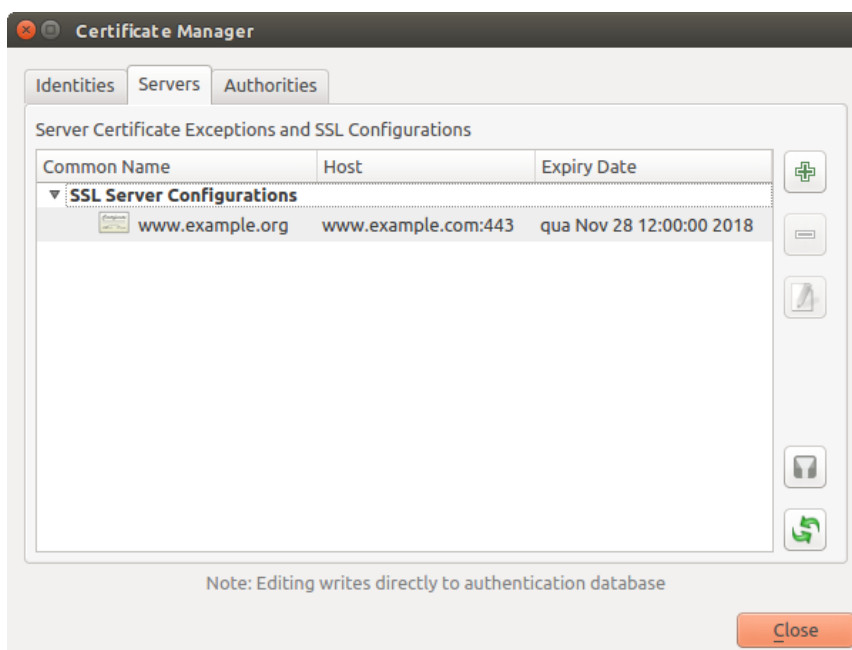 Certificate Manager
Identities Servers Authorities
Server Certificate Exceptions and SSL Configurations
Common Name Host Expiry Date
SSL Server Configurations
www.example.org www.example.com:443 qua Nov 28 12:00:00 2018
Note: Editing writes directly to authentication database
Close